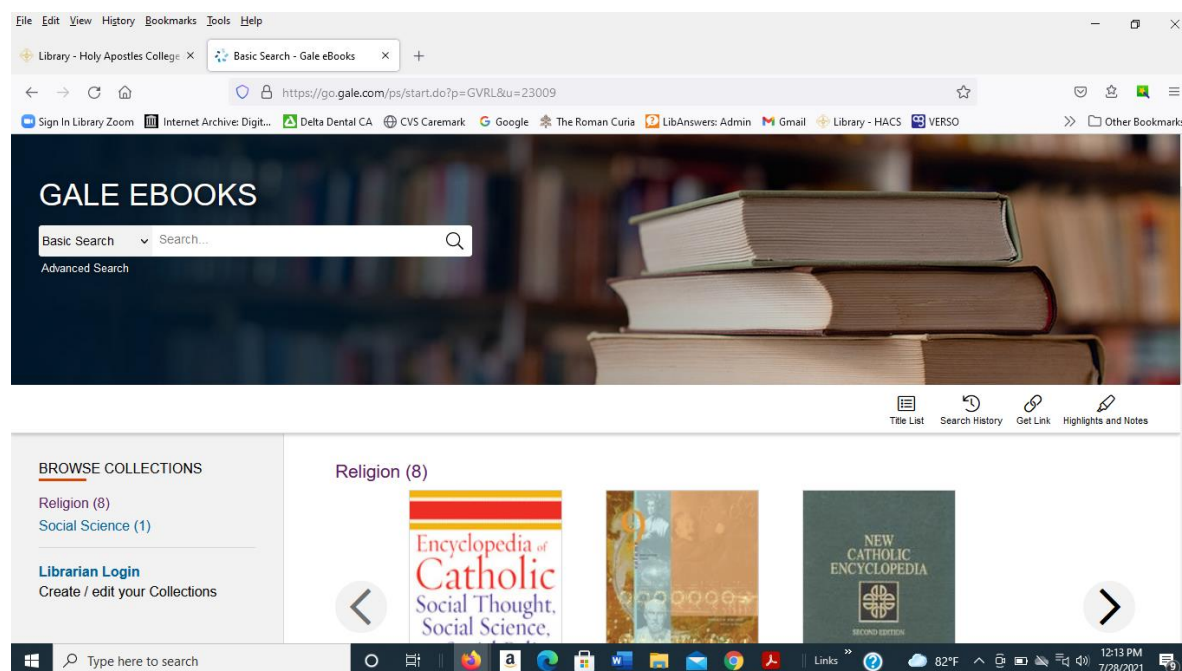 File Edit View History Bookmarks Tools Help
Library - Holy Apostles College
Basic Search - Gale eBooks
https://go.gale.com/ps/start.do?p=GVRL&u=23009
Sign In Library Zoom Internet Archive: Digit... Delta Dental CA CVS Caremark Google The Roman Curia LibAnswers: Admin Gmail Library - HACS VERSO Other Bookmarks
GALE EBOOKS
Basic Search Search...
Advanced Search
Title List Search History Get Link Highlights and Notes
BROWSE COLLECTIONS
Religion (8)
Social Science (1)
Librarian Login
Create / edit your Collections
Religion (8)
Encyclopedia of
Catholic
Social Thought,
Social Science,
9
NEW
CATHOLIC
ENCYCLOPEDIA
SECOND EDITION
Type here to search
Links
82°F
12:13 PM
7/28/2021